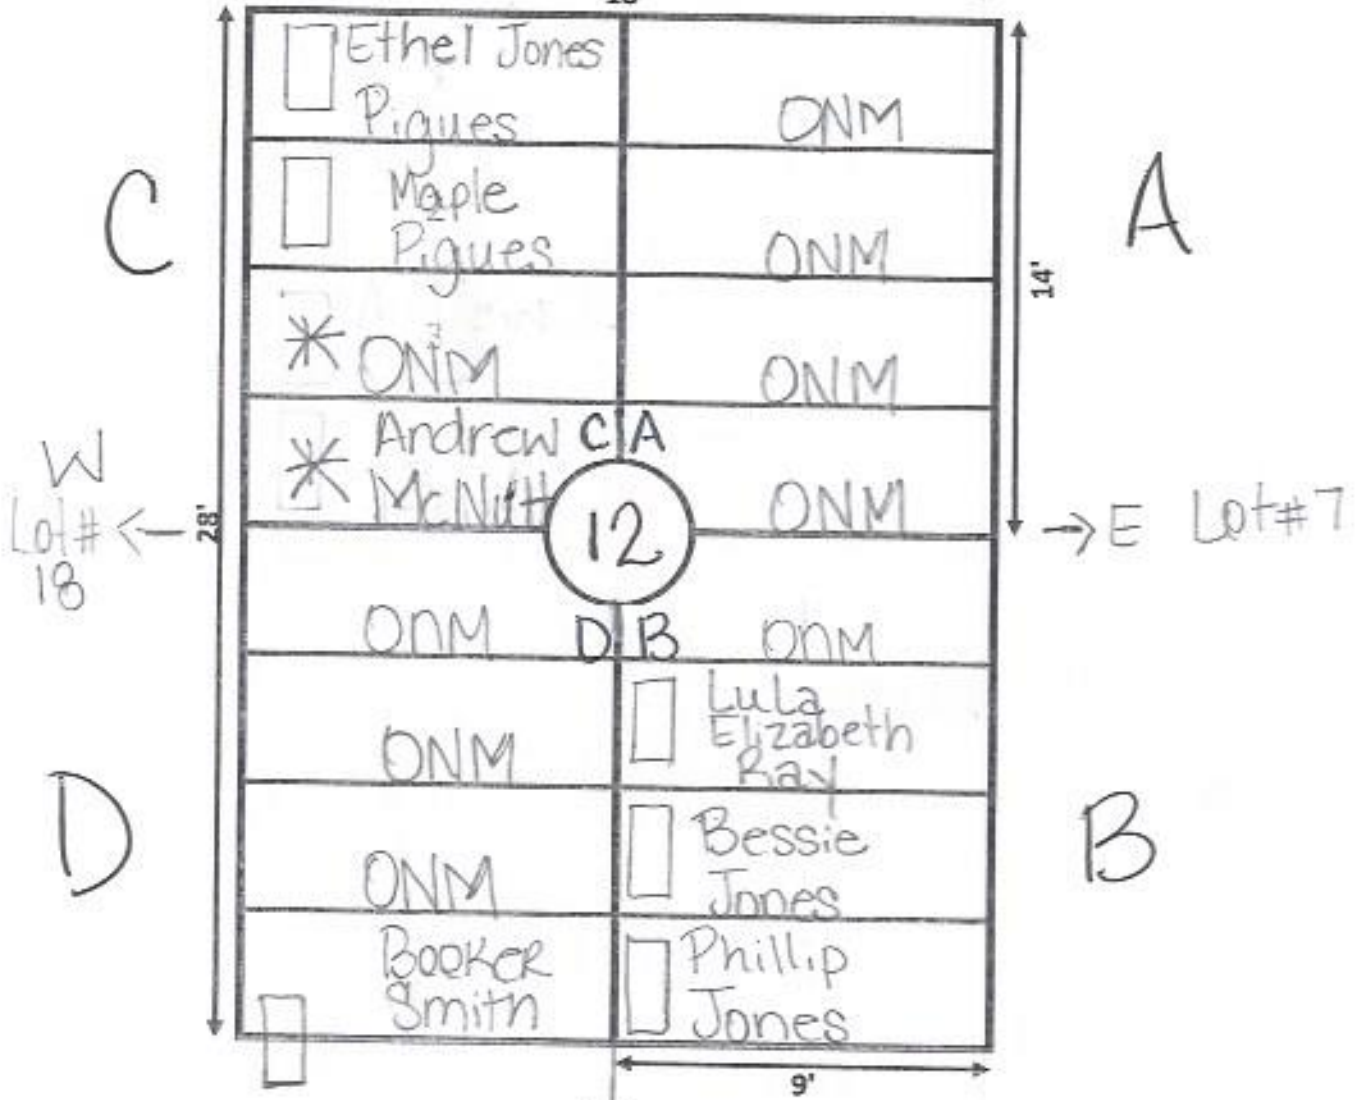 Ethel Jones
Pigues
ONM
C
Maple
Pigues
ONM
A
14'
ONM
ONM
Andrew
McNutt
C A
ONM
W
Lot#
18
28'
12
E Lot#7
OnM
D B
OnM
ONM
Lula
Elizabeth
Ray
D
ONM
Bessie
Jones
B
Booker
Smith
Phillip
Jones
9'